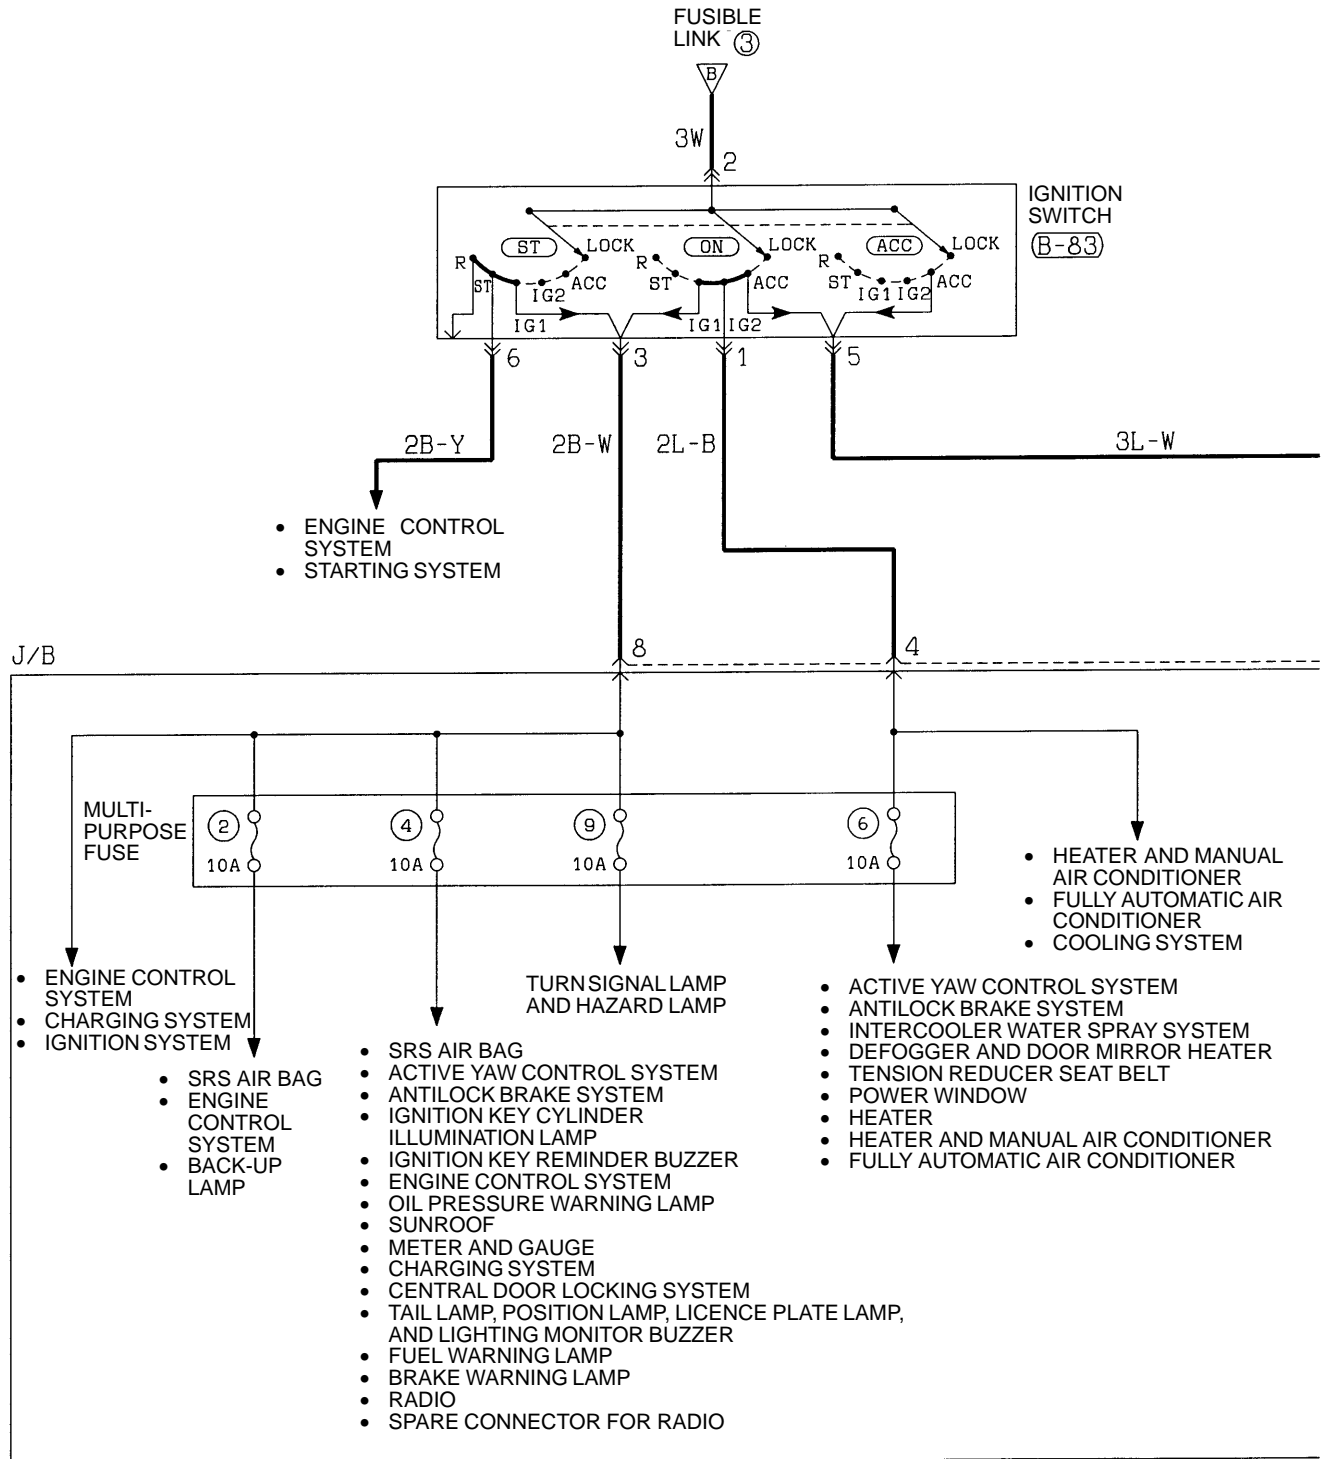 FUSIBLE
LINK ③
B
3W
2
IGNITION
SWITCH
B-83
ST
LOCK
R
ST
IG1
IG2
ACC
ON
LOCK
R
ST
IG1
IG2
ACC
ACC
LOCK
R
ST
IG1
IG2
ACC
6
3
1
5
2B-Y
2B-W
2L-B
3L-W
• ENGINE CONTROL
SYSTEM
• STARTING SYSTEM
J/B
8
4
MULTI-
PURPOSE
FUSE
②
10A
④
10A
⑨
10A
⑥
10A
• HEATER AND MANUAL
AIR CONDITIONER
• FULLY AUTOMATIC AIR
CONDITIONER
• COOLING SYSTEM
• ENGINE CONTROL
SYSTEM
• CHARGING SYSTEM
• IGNITION SYSTEM
• SRS AIR BAG
• ENGINE
CONTROL
SYSTEM
• BACK-UP
LAMP
• SRS AIR BAG
• ACTIVE YAW CONTROL SYSTEM
• ANTILOCK BRAKE SYSTEM
• IGNITION KEY CYLINDER
ILLUMINATION LAMP
• IGNITION KEY REMINDER BUZZER
• ENGINE CONTROL SYSTEM
• OIL PRESSURE WARNING LAMP
• SUNROOF
• METER AND GAUGE
• CHARGING SYSTEM
• CENTRAL DOOR LOCKING SYSTEM
• TAIL LAMP, POSITION LAMP, LICENCE PLATE LAMP,
AND LIGHTING MONITOR BUZZER
• FUEL WARNING LAMP
• BRAKE WARNING LAMP
• RADIO
• SPARE CONNECTOR FOR RADIO
TURN SIGNAL LAMP
AND HAZARD LAMP
• ACTIVE YAW CONTROL SYSTEM
• ANTILOCK BRAKE SYSTEM
• INTERCOOLER WATER SPRAY SYSTEM
• DEFOGGER AND DOOR MIRROR HEATER
• TENSION REDUCER SEAT BELT
• POWER WINDOW
• HEATER
• HEATER AND MANUAL AIR CONDITIONER
• FULLY AUTOMATIC AIR CONDITIONER